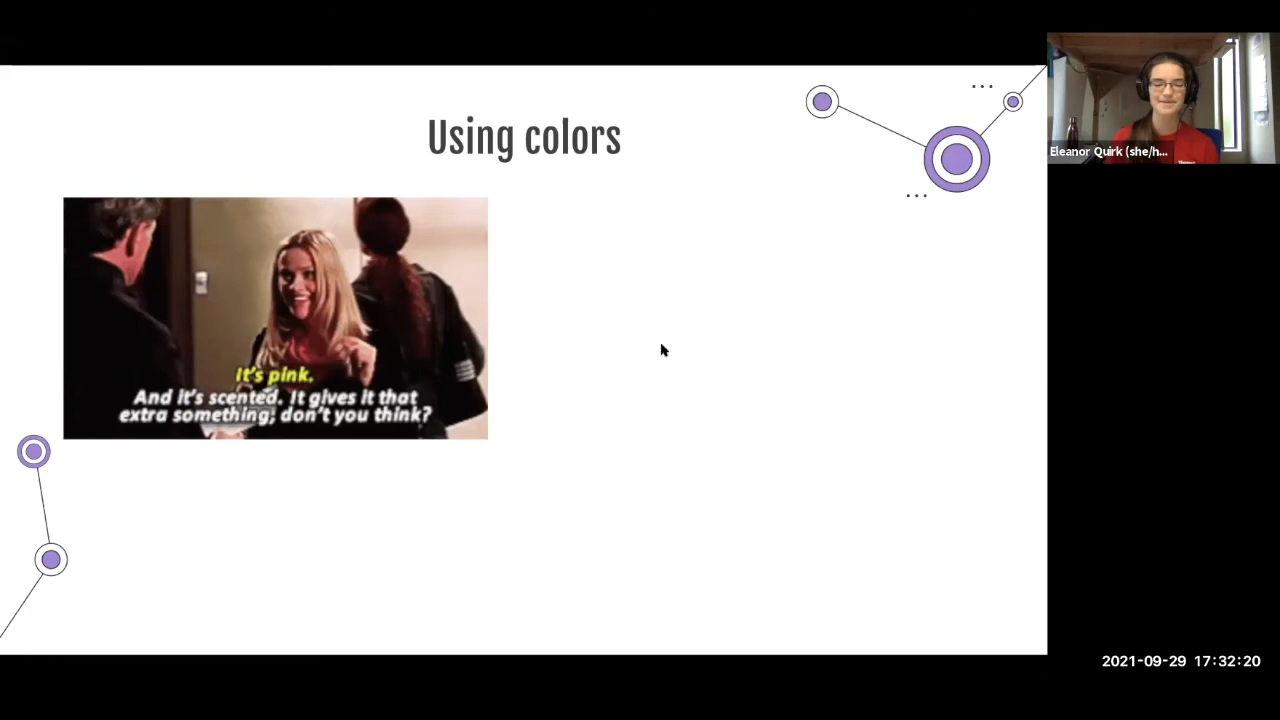 Using colors
It's pink.
And it's scented. It gives it that
extra something, don't you think?
Eleanor Quirk (she/h...
2021-09-29 17:32:20